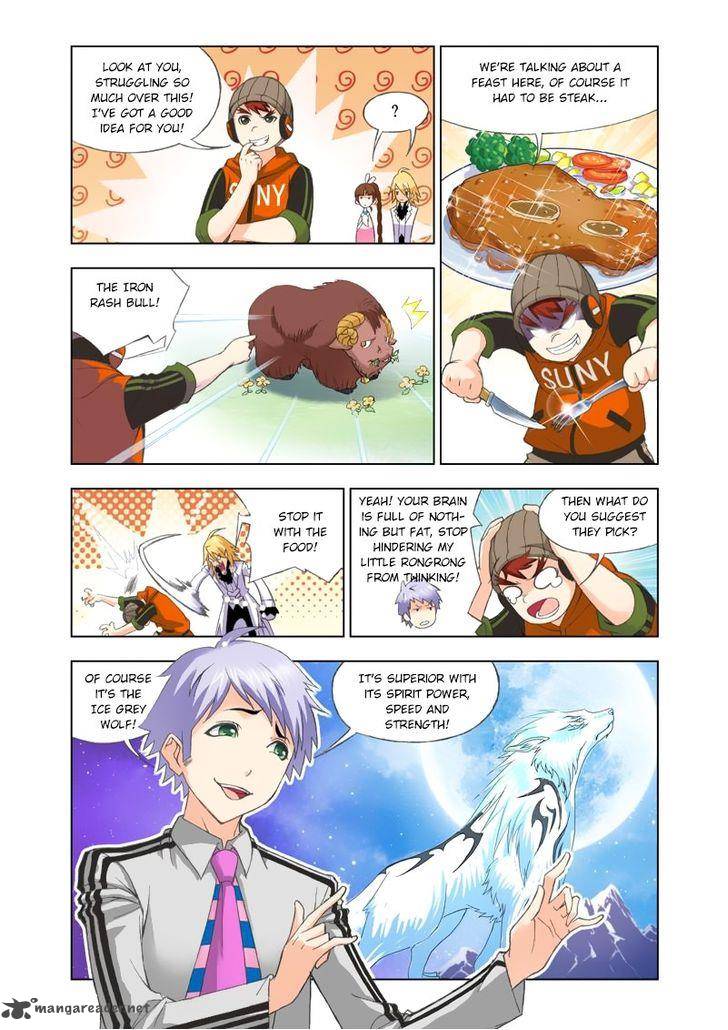 LOOK AT YOU,
STRUGGLING SO
MUCH OVER THIS!
I'VE GOT A GOOD
IDEA FOR YOU!
?
SUNY
WE'RE TALKING ABOUT A
FEAST HERE, OF COURSE IT
HAD TO BE STEAK...
SUNY
THE IRON
RASH BULL!
STOP IT
WITH THE
FOOD!
YEAH! YOUR BRAIN
IS FULL OF NOTH-
ING BUT FAT, STOP
HINDERING MY
LITTLE RONGRONG
FROM THINKING!
THEN WHAT DO
YOU SUGGEST
THEY PICK?
OF COURSE
IT'S THE
ICE GREY
WOLF!
IT'S SUPERIOR WITH
ITS SPIRIT POWER,
SPEED AND
STRENGTH!
mangareader.net